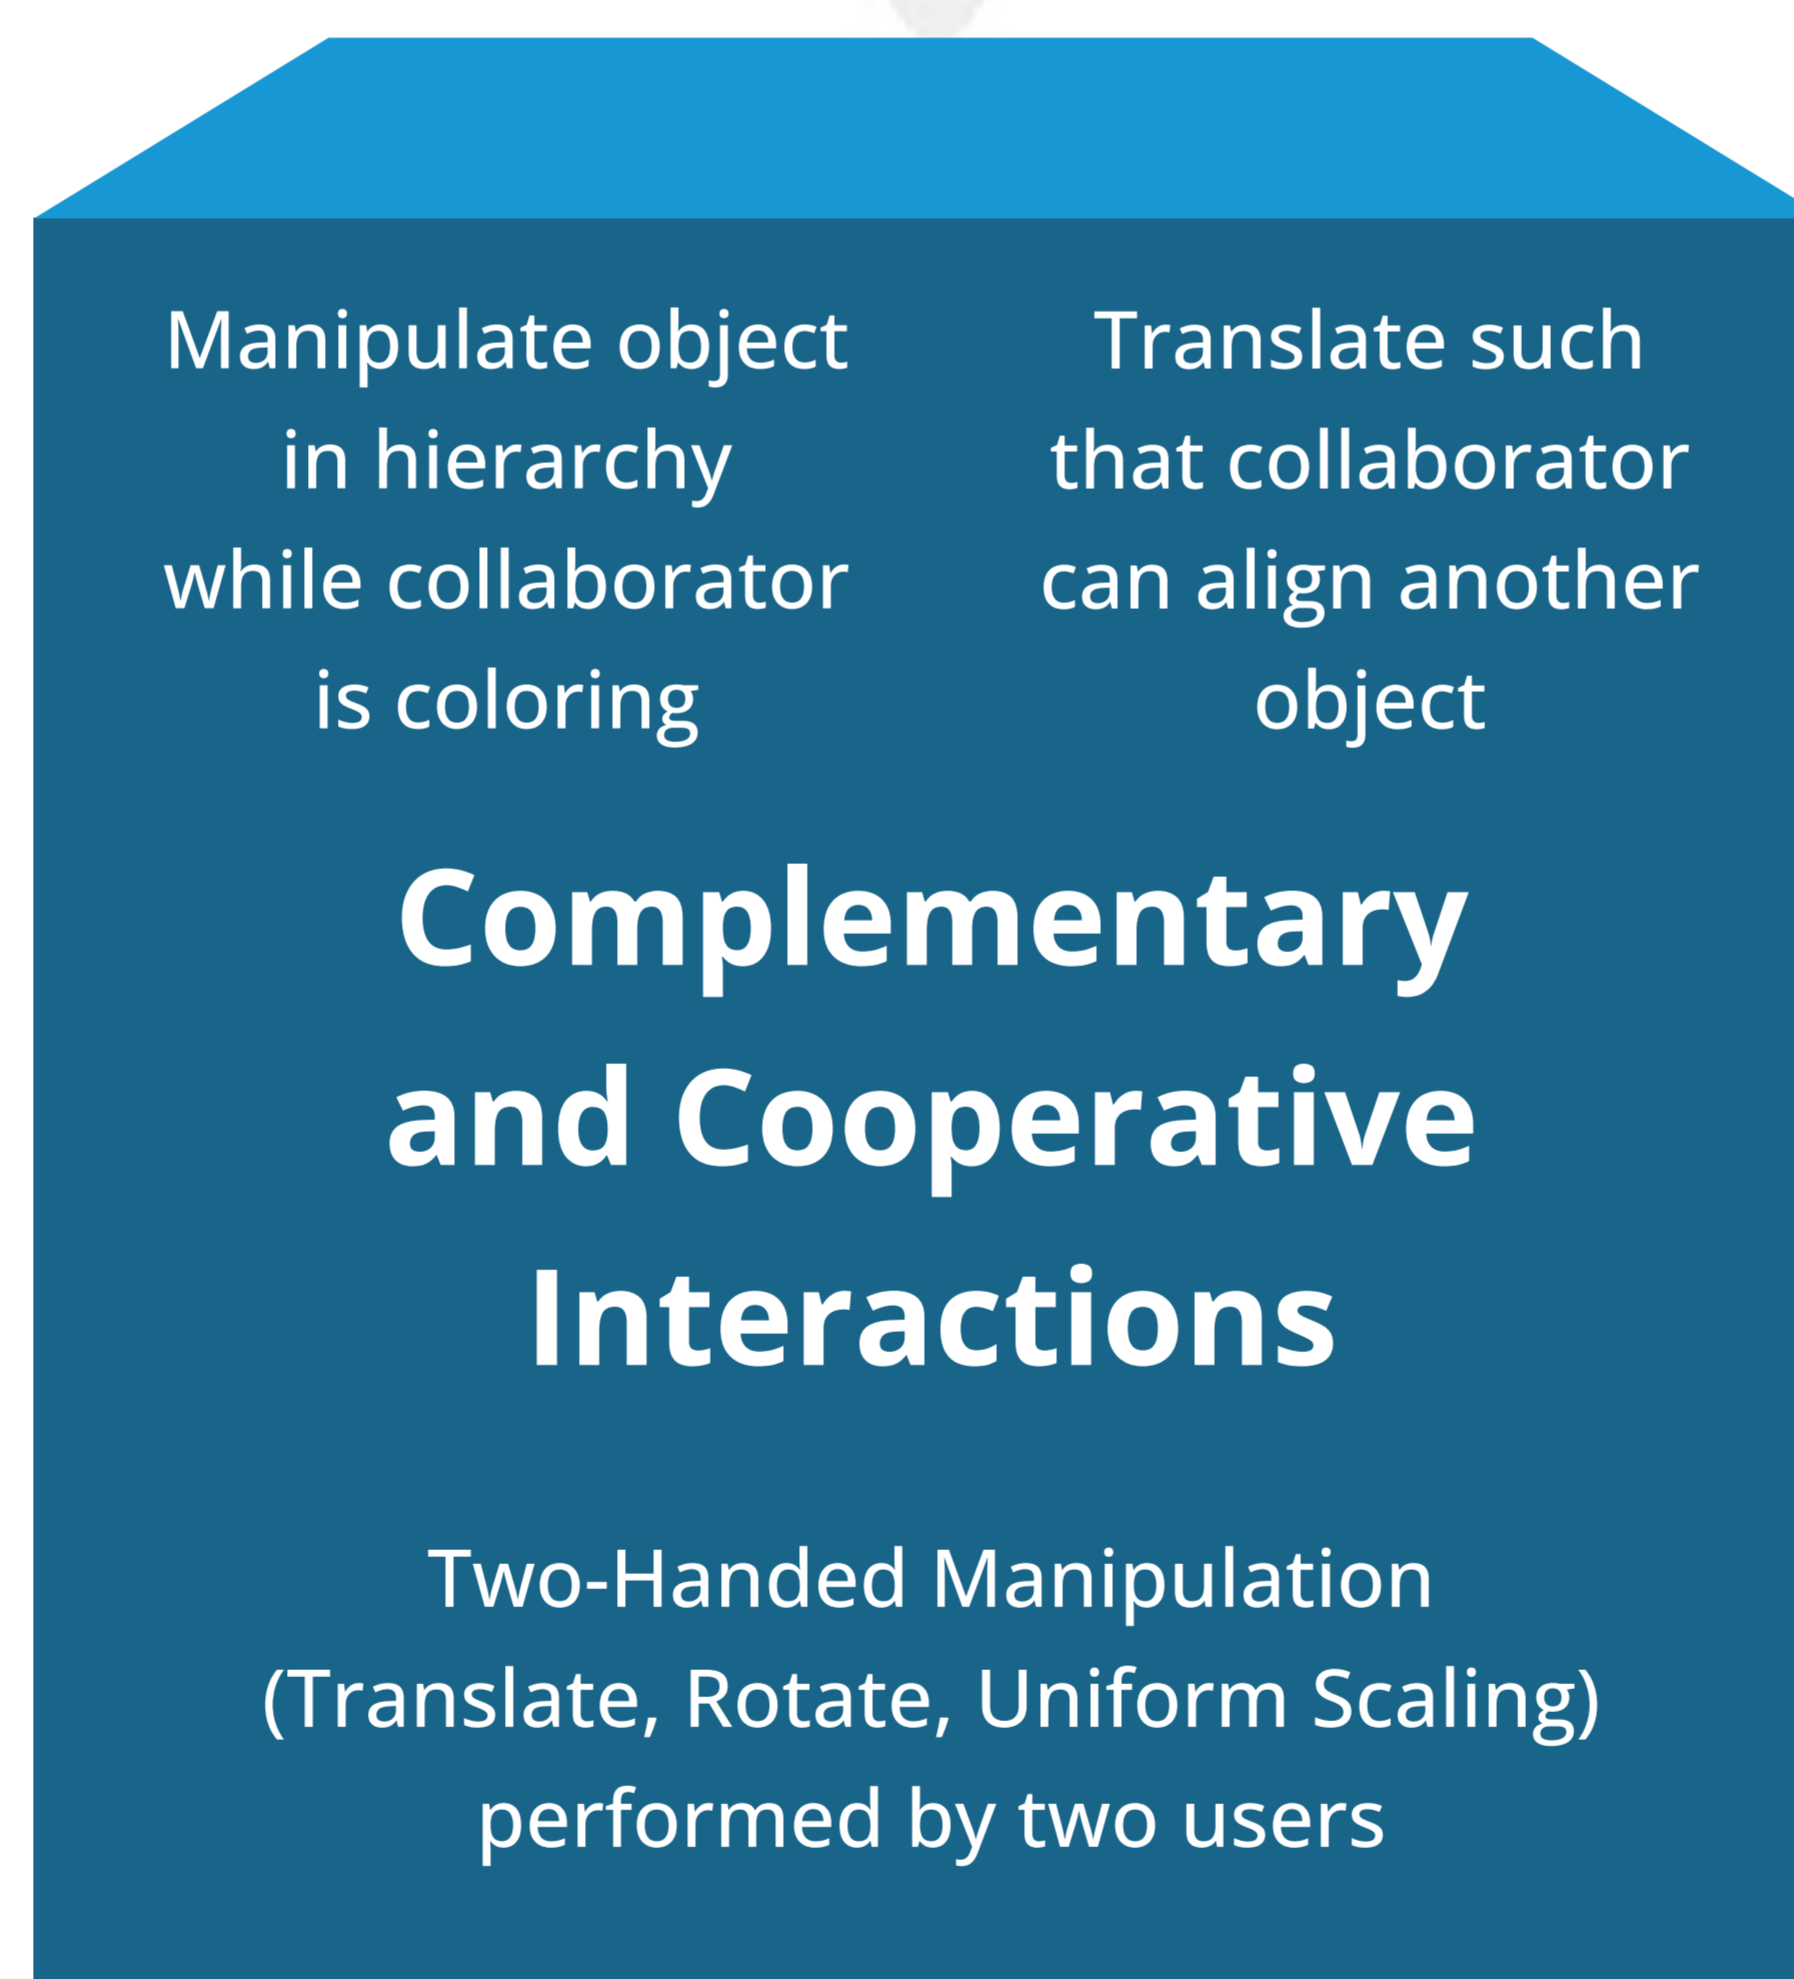 Manipulate object
in hierarchy
while collaborator
is coloring
Translate such
that collaborator
can align another
object
Complementary
and Cooperative
Interactions
Two-Handed Manipulation
(Translate, Rotate, Uniform Scaling)
performed by two users